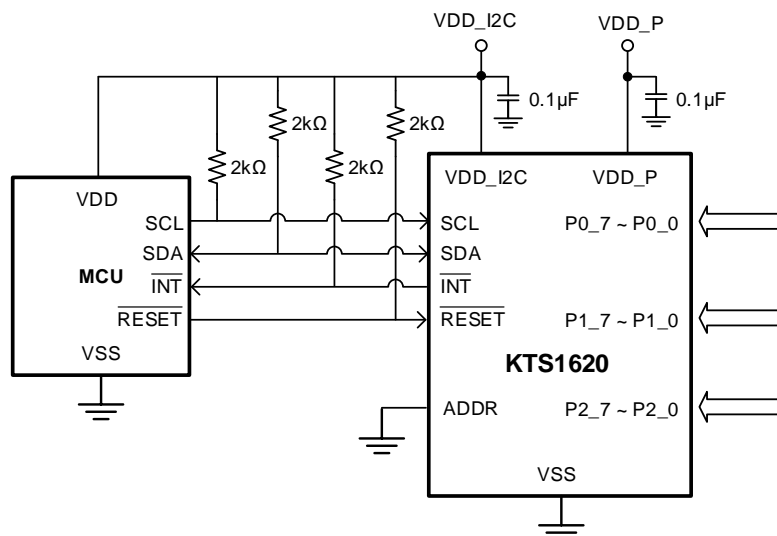 VDD_I2C
VDD_P
0.1µF
0.1µF
2kΩ
2kΩ
2kΩ
2kΩ
VDD
SCL
SDA
MCU
INT
RESET
VSS
VDD_I2C
VDD_P
SCL
P0_7 ~ P0_0
SDA
INT
RESET
P1_7 ~ P1_0
KTS1620
ADDR
P2_7 ~ P2_0
VSS